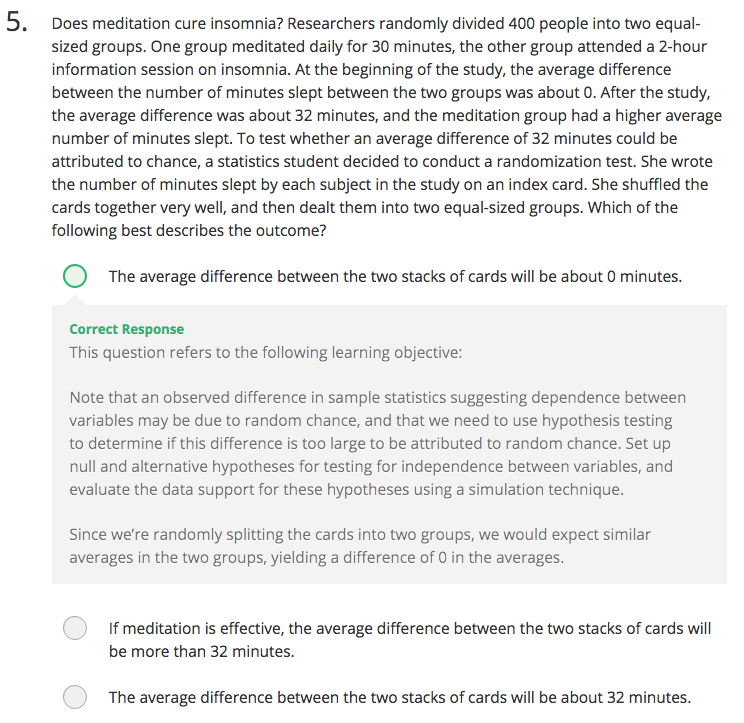 5.
Does meditation cure insomnia? Researchers randomly divided 400 people into two equal-
sized groups. One group meditated daily for 30 minutes, the other group attended a 2-hour
information session on insomnia. At the beginning of the study, the average difference
between the number of minutes slept between the two groups was about 0. After the study,
the average difference was about 32 minutes, and the meditation group had a higher average
number of minutes slept. To test whether an average difference of 32 minutes could be
attributed to chance, a statistics student decided to conduct a randomization test. She wrote
the number of minutes slept by each subject in the study on an index card. She shuffled the
cards together very well, and then dealt them into two equal-sized groups. Which of the
following best describes the outcome?
The average difference between the two stacks of cards will be about 0 minutes.
Correct Response
This question refers to the following learning objective:
Note that an observed difference in sample statistics suggesting dependence between
variables may be due to random chance, and that we need to use hypothesis testing
to determine if this difference is too large to be attributed to random chance. Set up
null and alternative hypotheses for testing for independence between variables, and
evaluate the data support for these hypotheses using a simulation technique.
Since we’re randomly splitting the cards into two groups, we would expect similar
averages in the two groups, yielding a difference of 0 in the averages.
If meditation is effective, the average difference between the two stacks of cards will
be more than 32 minutes.
The average difference between the two stacks of cards will be about 32 minutes.